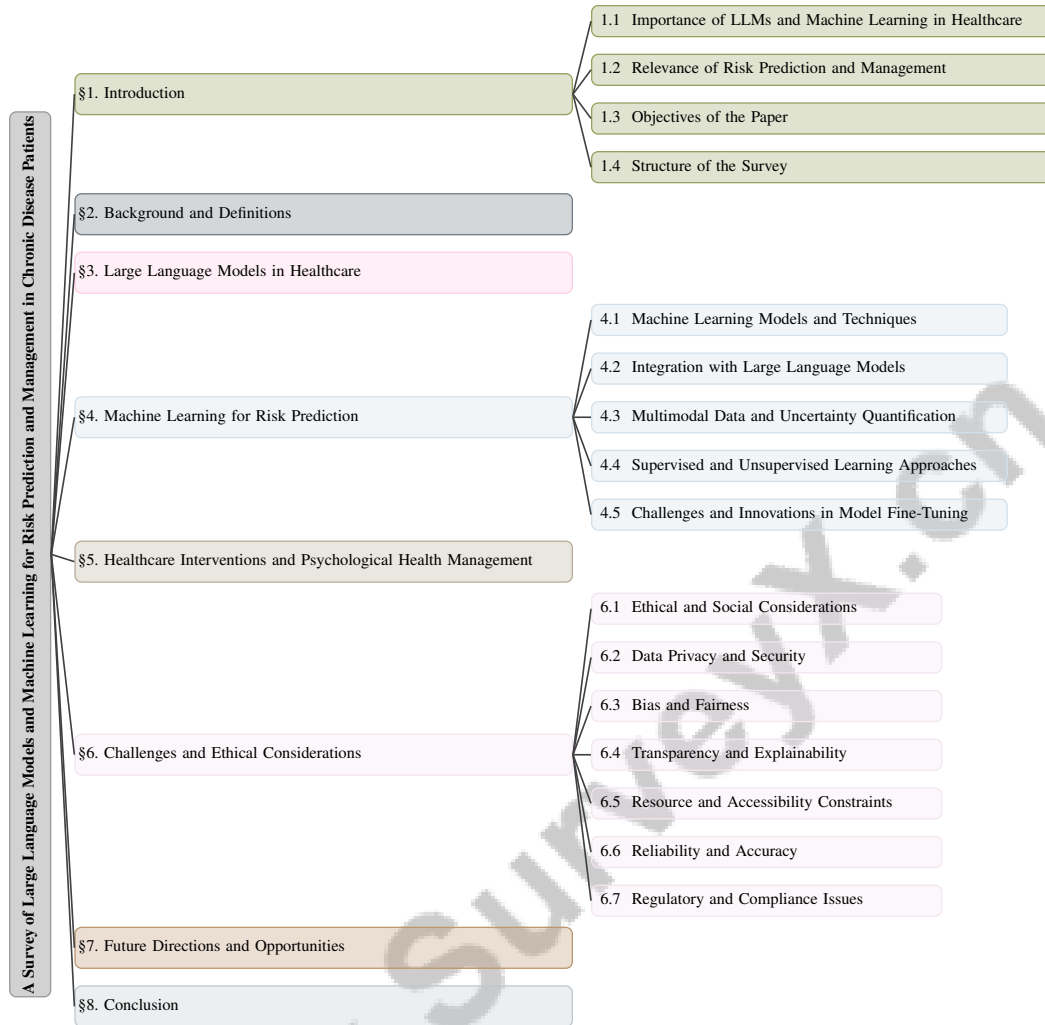 A Survey of Large Language Models and Machine Learning for Risk Prediction and Management in Chronic Disease Patients
§1. Introduction
1.1 Importance of LLMs and Machine Learning in Healthcare
1.2 Relevance of Risk Prediction and Management
1.3 Objectives of the Paper
1.4 Structure of the Survey
§2. Background and Definitions
§3. Large Language Models in Healthcare
§4. Machine Learning for Risk Prediction
4.1 Machine Learning Models and Techniques
4.2 Integration with Large Language Models
4.3 Multimodal Data and Uncertainty Quantification
4.4 Supervised and Unsupervised Learning Approaches
4.5 Challenges and Innovations in Model Fine-Tuning
§5. Healthcare Interventions and Psychological Health Management
§6. Challenges and Ethical Considerations
6.1 Ethical and Social Considerations
6.2 Data Privacy and Security
6.3 Bias and Fairness
6.4 Transparency and Explainability
6.5 Resource and Accessibility Constraints
6.6 Reliability and Accuracy
6.7 Regulatory and Compliance Issues
§7. Future Directions and Opportunities
§8. Conclusion
Surveyx.cn